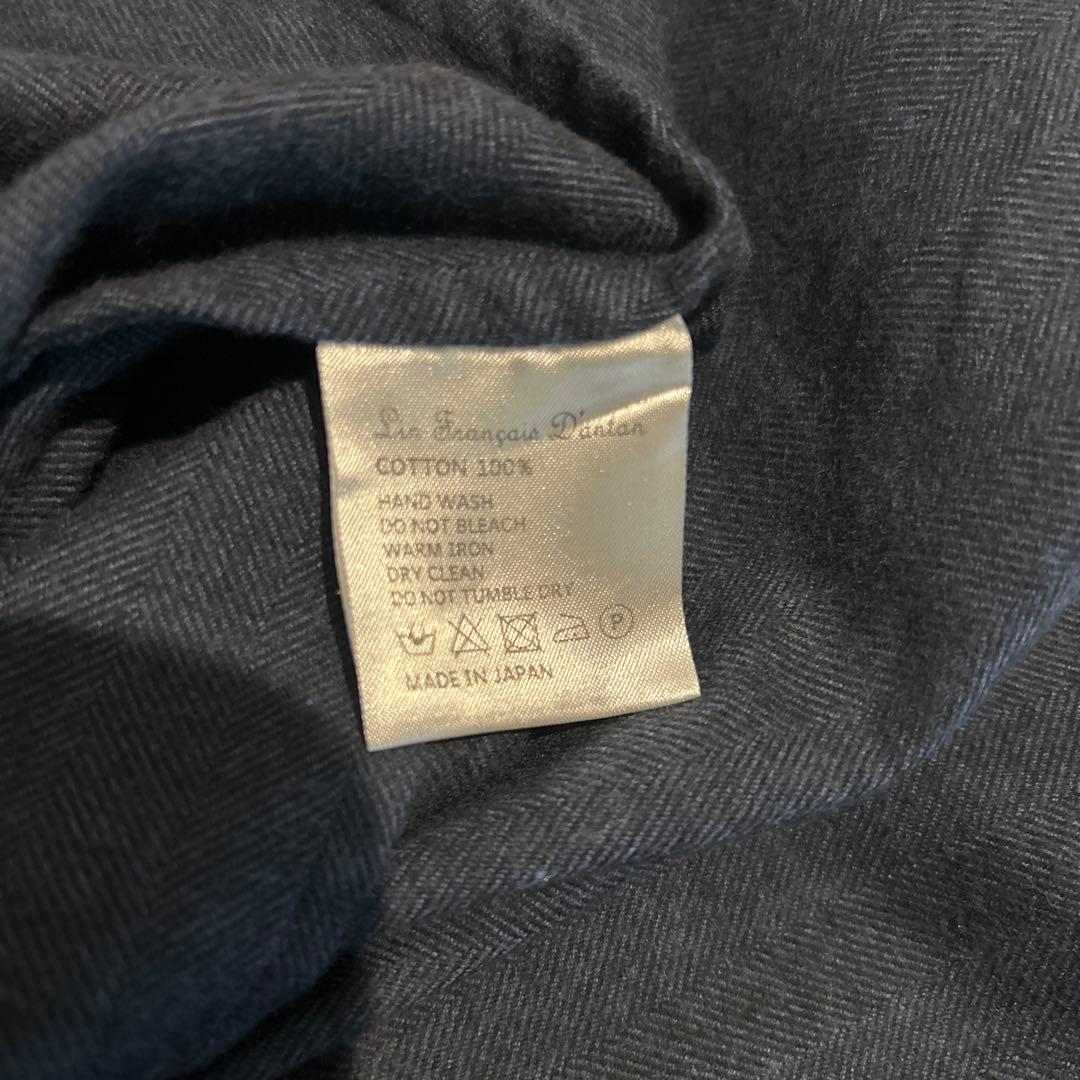 Lin Français D'antan
COTTON 100%
HAND WASH
DO NOT BLEACH
WARM IRON
DRY CLEAN
DO NOT TUMBLE DRY
P
MADE IN JAPAN